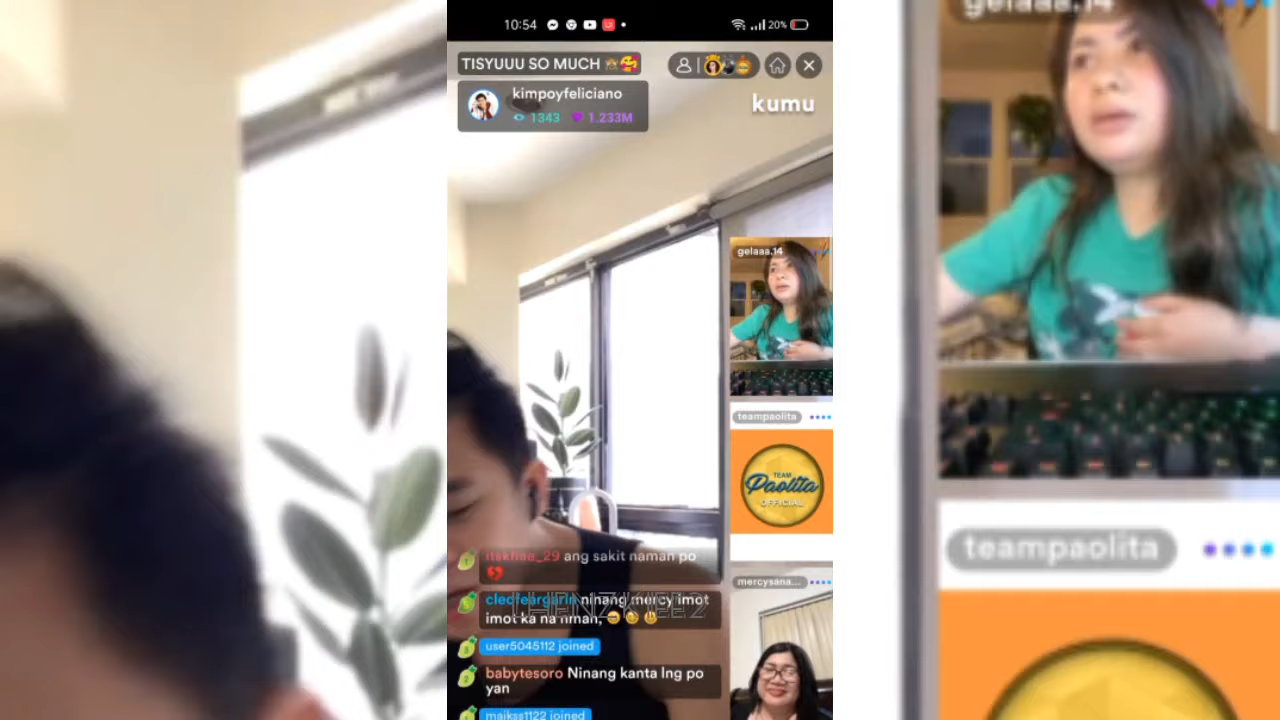 10:54
20%
TISYUUU SO MUCH
kimpoyfeliciano
1343 1.233M
kumu
gelaaa.14
gelaaa.14
teampaolita
TEAM
Paolita
OFFICIAL
teampaolita
itskhae_29 ang sakit naman po
mercysana...
cleofeargarin ninang mercy imot
imot ka na nman,
user5045112 joined
babytesoro Ninang kanta lng po
yan
maikss1122 joined